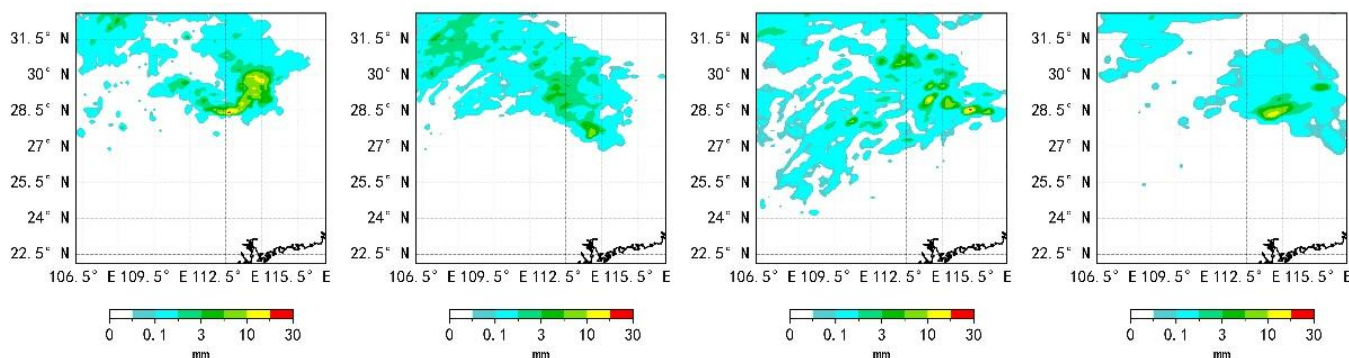 31.5° N 31.5° N 31.5° N 31.5° N
30° N 30° N 30° N 30° N
28.5° N 28.5° N 28.5° N 28.5° N
27° N 27° N 27° N 27° N
25.5° N 25.5° N 25.5° N 25.5° N
24° N 24° N 24° N 24° N
22.5° N 22.5° N 22.5° N 22.5° N
106.5° E 109.5° E 112.5° E 115.5° E 106.5° E 109.5° E 112.5° E 115.5° E 106.5° E 109.5° E 112.5° E 115.5° E 106.5° E 109.5° E 112.5° E 115.5° E
0 0.1 3 10 30 0 0.1 3 10 30 0 0.1 3 10 30 0 0.1 3 10 30
mm mm mm mm